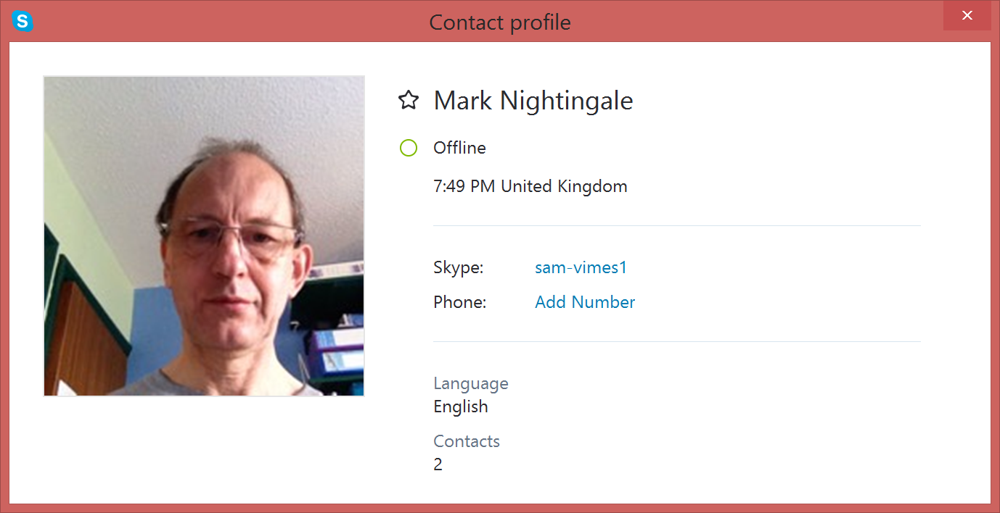 S
Contact profile
Mark Nightingale
Offline
7:49 PM United Kingdom
Skype: sam-vimes1
Phone: Add Number
Language
English
Contacts
2